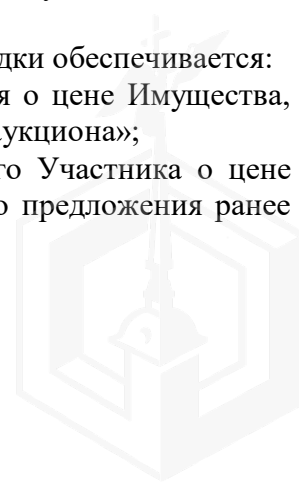 дки обеспечивается:
я о цене Имущества,
укциона»;
го Участника о цене
о предложения ранее